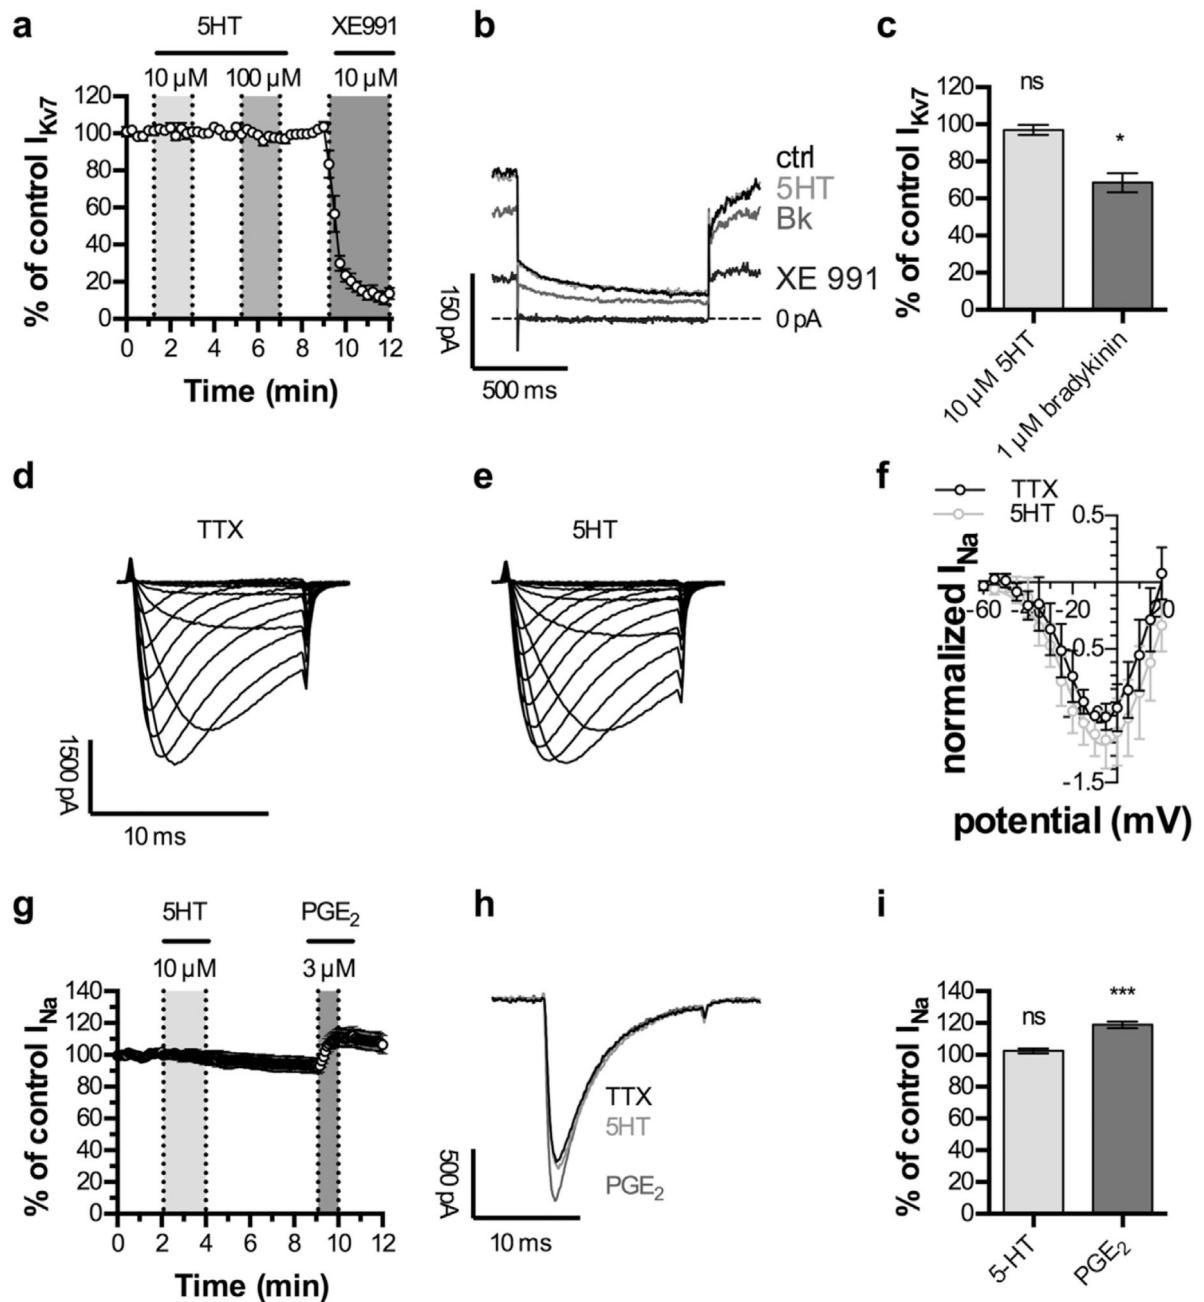 a
5HT
XE991
10 µM
100 µM
10 µM
120
100
80
60
40
20
0
% of control I_Kv7
0 2 4 6 8 10 12
Time (min)
b
ctrl
5HT
Bk
XE 991
0 pA
150 pA
500 ms
c
ns
*
120
100
80
60
40
20
0
% of control I_Kv7
10 µM 5HT
1 µM bradykinin
d
TTX
1500 pA
10 ms
e
5HT
f
TTX
5HT
0.5
-60
-20
20
0.5
-1.5
normalized I_Na
potential (mV)
g
5HT
PGE2
10 µM
3 µM
140
120
100
80
60
40
20
0
% of control I_Na
0 2 4 6 8 10 12
Time (min)
h
TTX
5HT
PGE2
500 pA
10 ms
i
ns
***
140
120
100
80
60
40
20
0
% of control I_Na
5-HT
PGE2